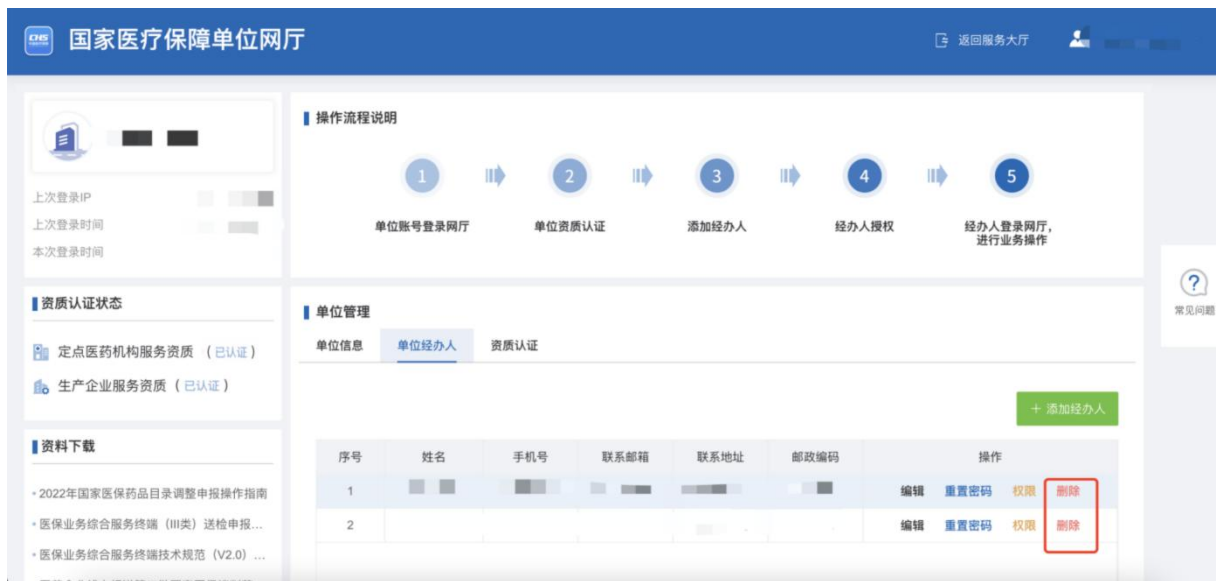 CHS
国家医疗保障单位网厅
返回服务大厅
上次登录IP
上次登录时间
本次登录时间
资质认证状态
定点医药机构服务资质 (已认证)
生产企业服务资质 (已认证)
资料下载
2022年国家医保药品目录调整申报操作指南
医保业务综合服务终端 (III类) 送检申报...
医保业务综合服务终端技术规范 (V2.0) ...
操作流程说明
1 2 3 4 5
单位账号登录网厅 单位资质认证 添加经办人 经办人授权 经办人登录网厅,
进行业务操作
单位管理
单位信息 单位经办人 资质认证
+ 添加经办人
序号 姓名 手机号 联系邮箱 联系地址 邮政编码 操作
1 编辑 重置密码 权限 删除
2 编辑 重置密码 权限 删除
?
常见问题